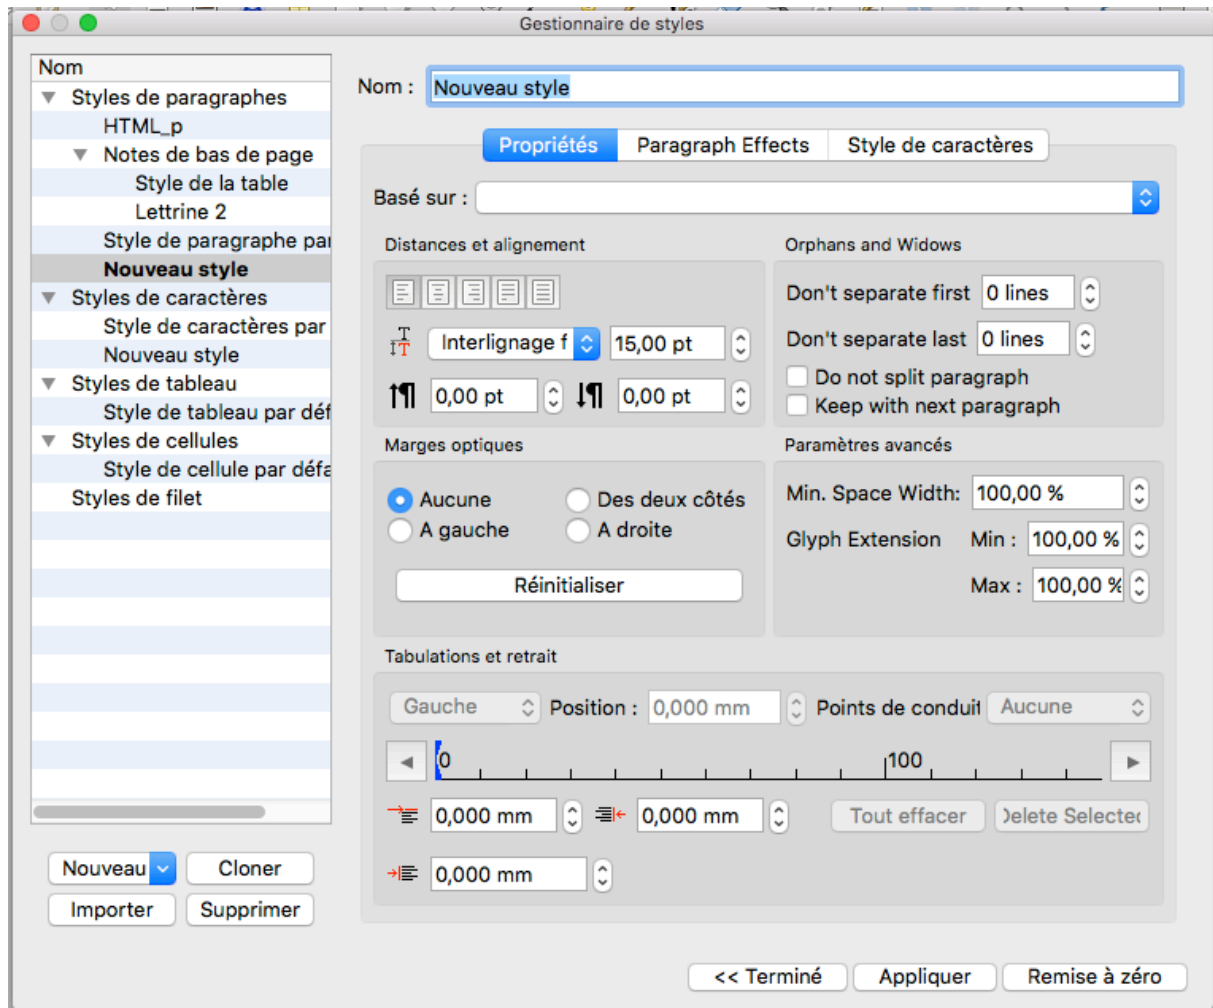 Gestionnaire de styles
Nom
Styles de paragraphes
HTML_p
Notes de bas de page
Style de la table
Lettrine 2
Style de paragraphe par
Nouveau style
Styles de caractères
Style de caractères par
Nouveau style
Styles de tableau
Style de tableau par déf
Styles de cellules
Style de cellule par défa
Styles de filet
Nouveau
Cloner
Importer
Supprimer
Nom : Nouveau style
Propriétés Paragraph Effects Style de caractères
Basé sur :
Distances et alignement
Interlignage f 15,00 pt
0,00 pt 0,00 pt
Orphans and Widows
Don't separate first 0 lines
Don't separate last 0 lines
Do not split paragraph
Keep with next paragraph
Marges optiques
Aucune Des deux côtés
A gauche A droite
Réinitialiser
Paramètres avancés
Min. Space Width: 100,00 %
Glyph Extension Min : 100,00 %
Max : 100,00 %
Tabulations et retrait
Gauche Position : 0,000 mm Points de conduit Aucune
0 100
0,000 mm 0,000 mm Tout effacer Delete Selected
0,000 mm
<< Terminé Appliquer Remise à zéro